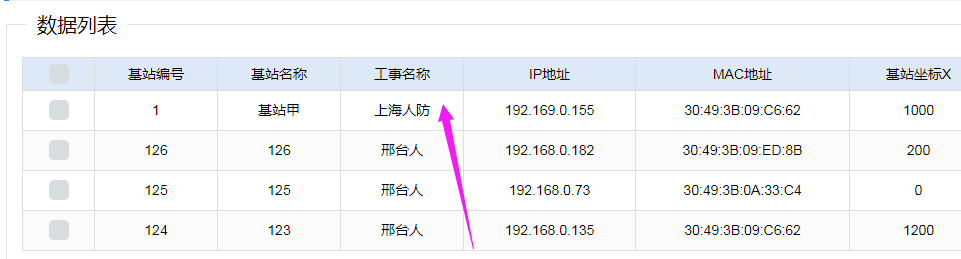 数据列表
基站编号 基站名称 工事名称 IP地址 MAC地址 基站坐标X
1 基站甲 上海人防 192.169.0.155 30:49:3B:09:C6:62 1000
126 126 邢台人 192.168.0.182 30:49:3B:09:ED:8B 200
125 125 邢台人 192.168.0.73 30:49:3B:0A:33:C4 0
124 123 邢台人 192.168.0.135 30:49:3B:09:C6:62 1200